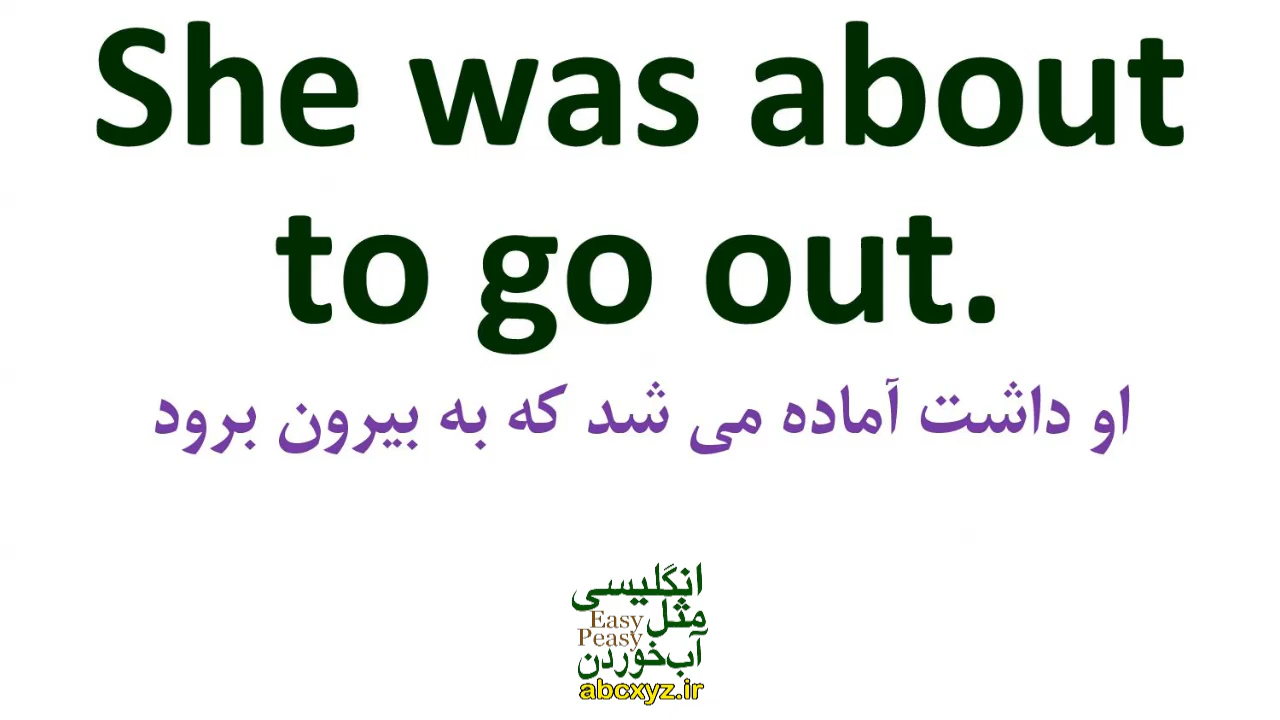 She was about
to go out.
او داشت آماده می شد که به بیرون برود
انگلیسی
مثل
Easy
Peasy
آب‌خوردن
abcxyz.ir